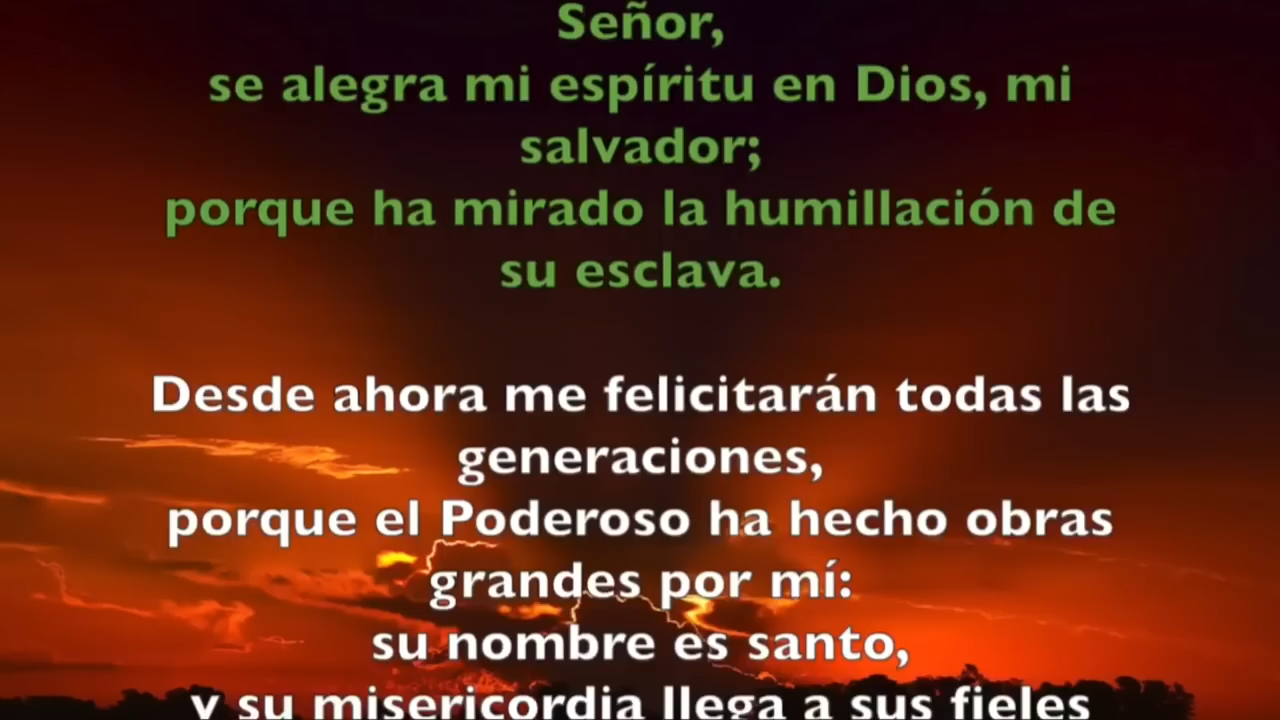 Señor,
se alegra mi espíritu en Dios, mi
salvador;
porque ha mirado la humillación de
su esclava.
Desde ahora me felicitarán todas las
generaciones,
porque el Poderoso ha hecho obras
grandes por mí:
su nombre es santo,
y su misericordia llega a sus fieles